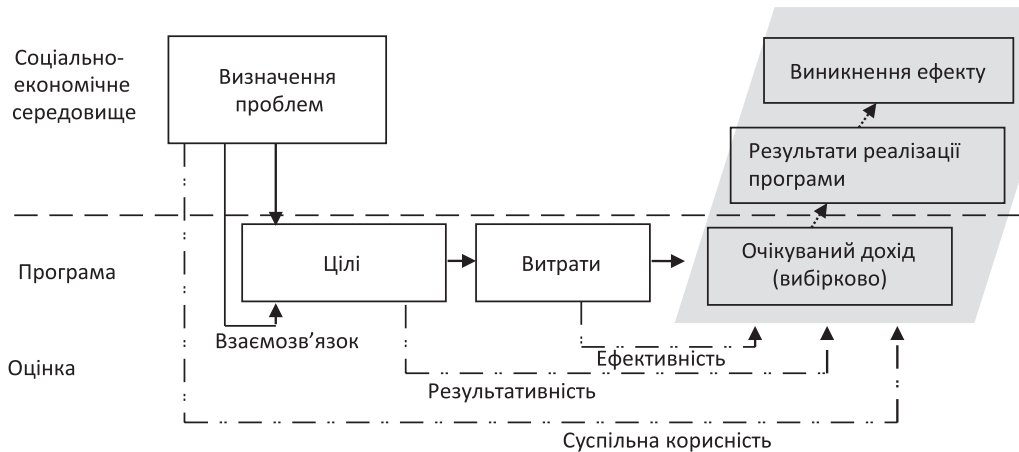 Соціально-
економічне
середовище
Визначення
проблем
Виникнення ефекту
Результати реалізації
програми
Програма
Цілі
Витрати
Очікуваний дохід
(вибірково)
Взаємозв’язок
Оцінка
Ефективність
Результативність
Суспільна корисність